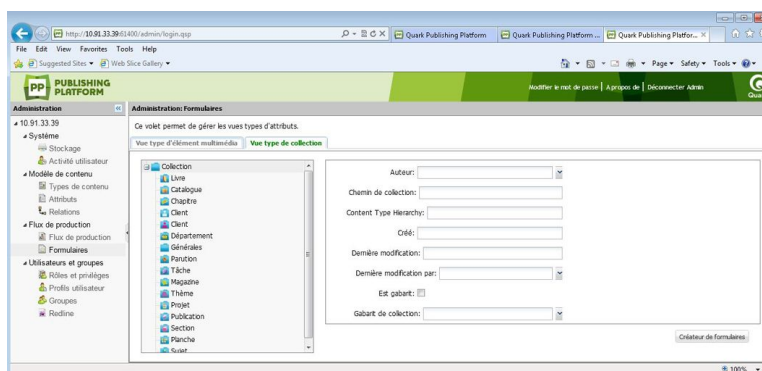 http://10.91.33.39:61400/admin/login.qsp
Quark Publishing Platform
Quark Publishing Platform ...
Quark Publishing Platfor...
File Edit View Favorites Tools Help
Suggested Sites Web Slice Gallery
Page Safety Tools
PP PUBLISHING PLATFORM
Modifier le mot de passe | A propos de | Déconnecter Admin
Administration
Administration: Formulaires
10.91.33.39
Système
Stockage
Activité utilisateur
Modèle de contenu
Types de contenu
Attributs
Relations
Flux de production
Flux de production
Formulaires
Utilisateurs et groupes
Rôles et privilèges
Profils utilisateur
Groupes
Redline
Ce volet permet de gérer les vues types d'attributs.
Vue type d'élément multimédia
Vue type de collection
Collection
Livre
Catalogue
Chapitre
Client
Client
Département
Générales
Parution
Tâche
Magazine
Thème
Projet
Publication
Section
Planche
Sujet
Auteur:
Chemin de collection:
Content Type Hierarchy:
Créé:
Dernière modification:
Dernière modification par:
Est gabarit:
Gabarit de collection:
Créateur de formulaires
100%